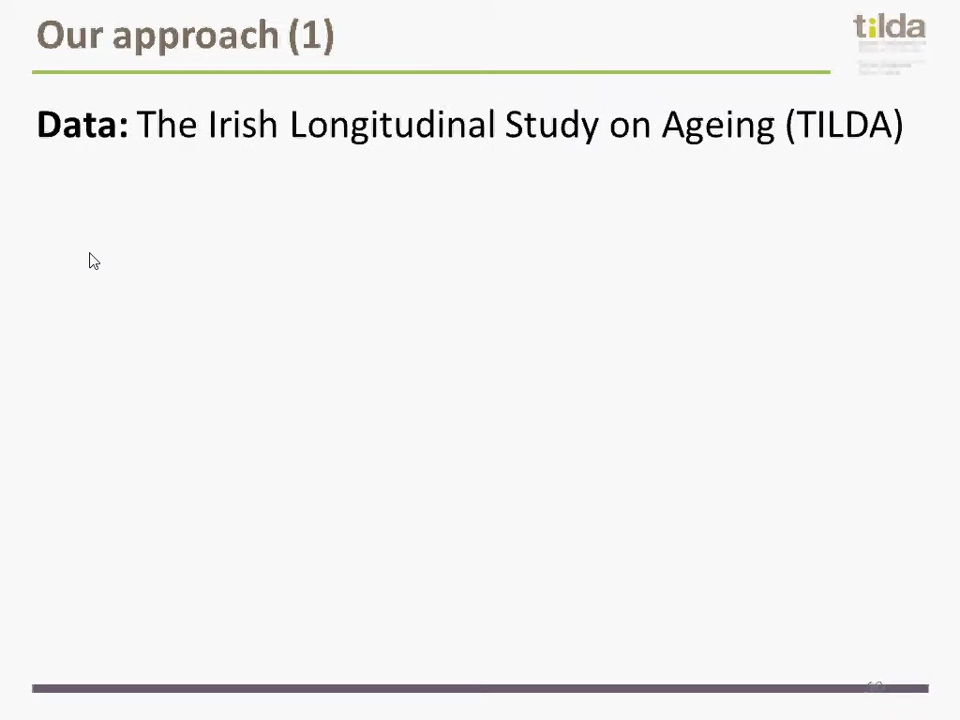 Our approach (1)
tilda
Data: The Irish Longitudinal Study on Ageing (TILDA)